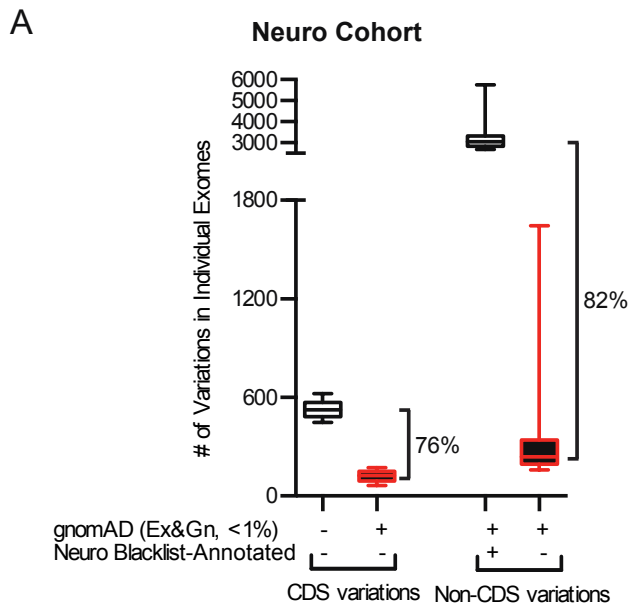 A
Neuro Cohort
# of Variations in Individual Exomes
6000
5000
4000
3000
1800
1200
600
0
76%
82%
gnomAD (Ex&Gn, <1%) - + + +
Neuro Blacklist-Annotated - - + -
CDS variations Non-CDS variations